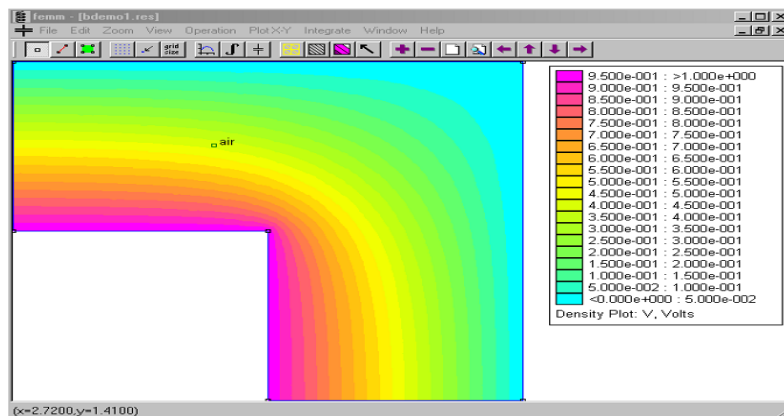 femm - [bdemo1.res]
File Edit Zoom View Operation Plot X-Y Integrate Window Help
grid size
air
9.500e-001 : >1.000e+000
9.000e-001 : 9.500e-001
8.500e-001 : 9.000e-001
8.000e-001 : 8.500e-001
7.500e-001 : 8.000e-001
7.000e-001 : 7.500e-001
6.500e-001 : 7.000e-001
6.000e-001 : 6.500e-001
5.500e-001 : 6.000e-001
5.000e-001 : 5.500e-001
4.500e-001 : 5.000e-001
4.000e-001 : 4.500e-001
3.500e-001 : 4.000e-001
3.000e-001 : 3.500e-001
2.500e-001 : 3.000e-001
2.000e-001 : 2.500e-001
1.500e-001 : 2.000e-001
1.000e-001 : 1.500e-001
5.000e-002 : 1.000e-001
<0.000e+000 : 5.000e-002
Density Plot: V, Volts
(x=2.7200,y=1.4100)